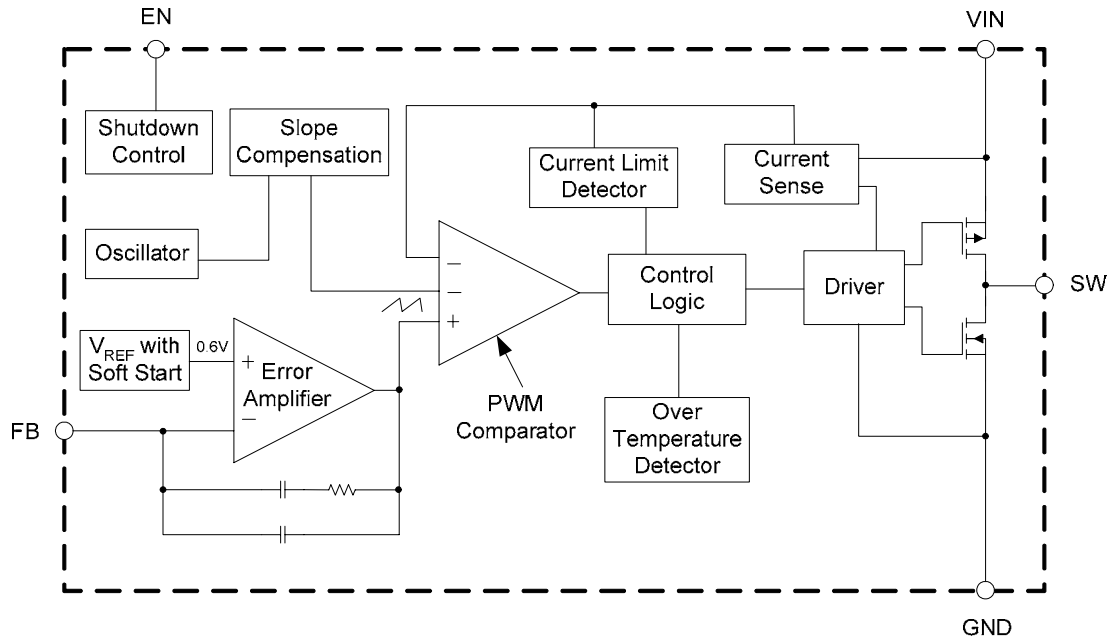 EN
VIN
Shutdown
Control
Slope
Compensation
Current Limit
Detector
Current
Sense
Oscillator
Control
Logic
Driver
SW
V_REF with
Soft Start
0.6V
+
−
Error
Amplifier
−
−
+
PWM
Comparator
Over
Temperature
Detector
FB
GND